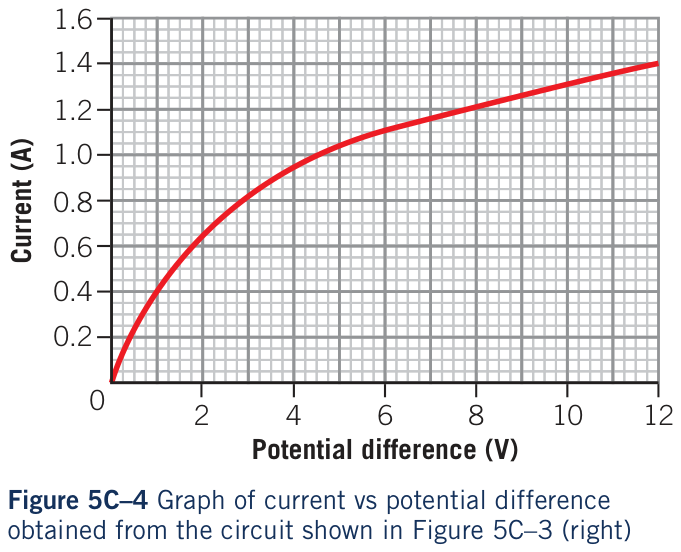 1.6
1.4
1.2
1.0
0.8
0.6
0.4
0.2
0
2 4 6 8 10 12
Current (A)
Potential difference (V)
Figure 5C–4 Graph of current vs potential difference
obtained from the circuit shown in Figure 5C–3 (right)